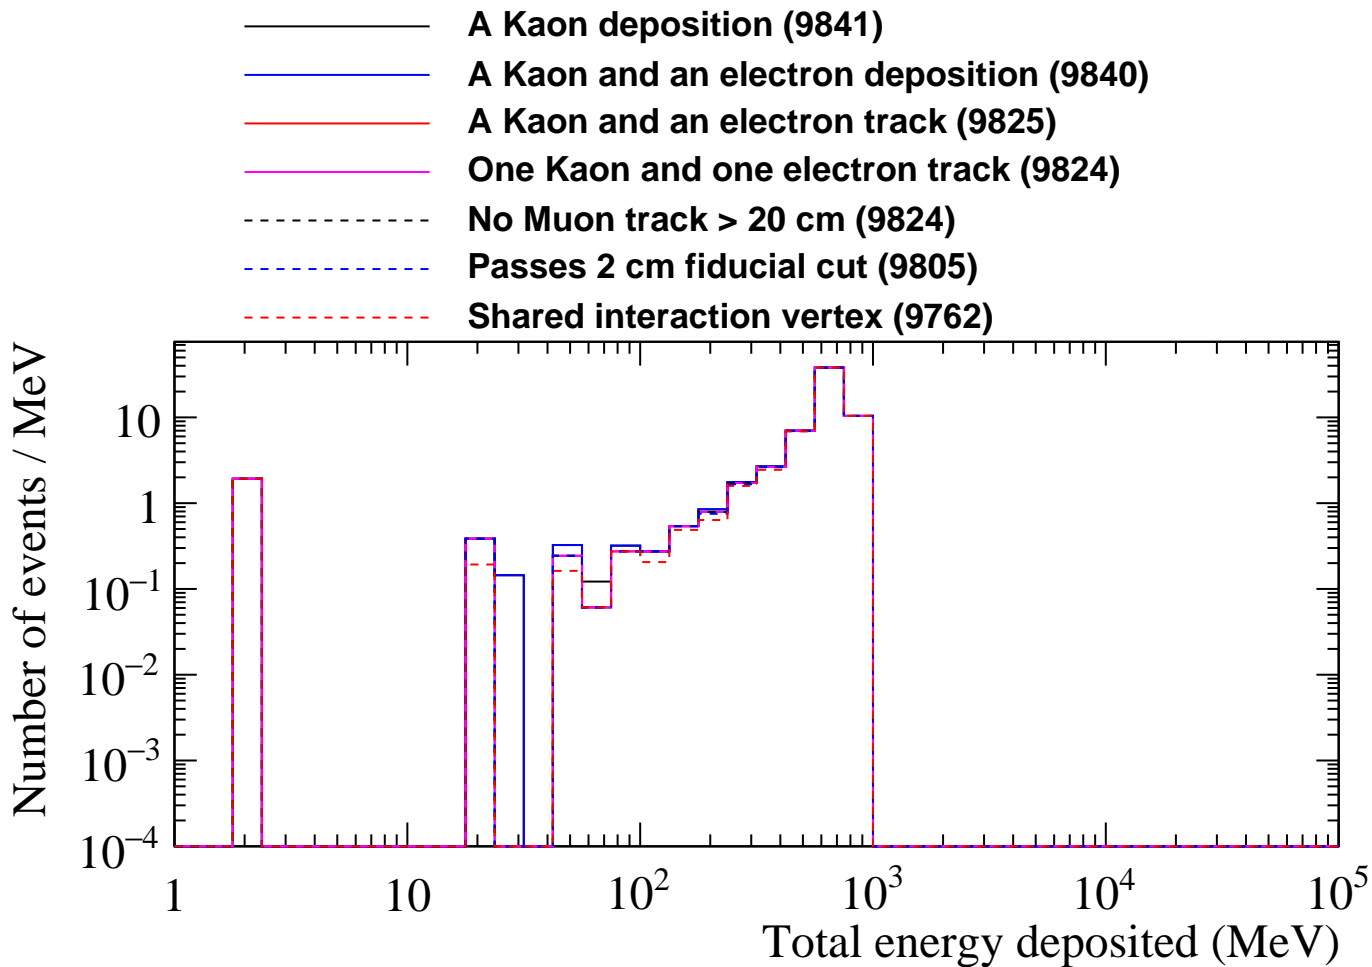 A Kaon deposition (9841)
A Kaon and an electron deposition (9840)
A Kaon and an electron track (9825)
One Kaon and one electron track (9824)
No Muon track > 20 cm (9824)
Passes 2 cm fiducial cut (9805)
Shared interaction vertex (9762)
Number of events / MeV
10
1
10⁻¹
10⁻²
10⁻³
10⁻⁴
1 10 10² 10³ 10⁴ 10⁵
Total energy deposited (MeV)